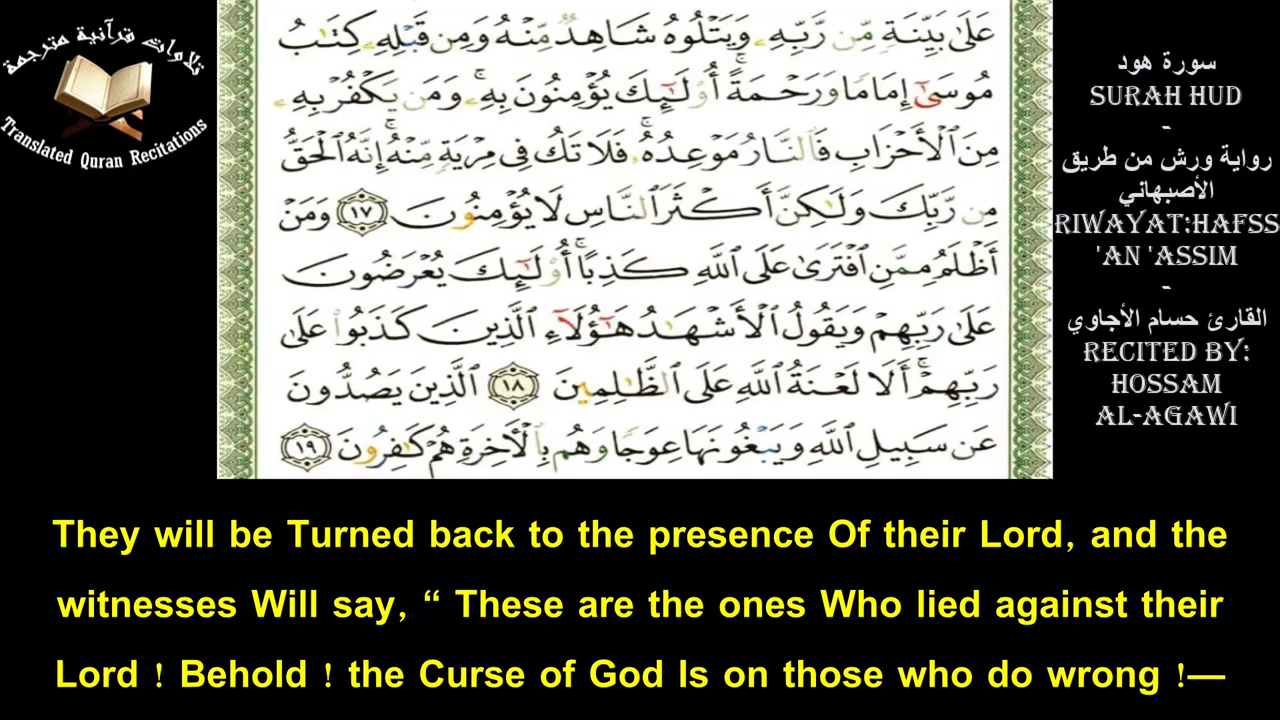 تلاوات قرآنية مترجمة
Translated Quran Recitations
عَلَىٰ بَيِّنَةٍ مِّن رَّبِّهِۦ وَيَتْلُوهُ شَاهِدٌ مِّنْهُ وَمِن قَبْلِهِۦ كِتَٰبُ
مُوسَىٰٓ إِمَامًا وَرَحْمَةً ۚ أُوْلَٰٓئِكَ يُؤْمِنُونَ بِهِۦ ۚ وَمَن يَكْفُرْ بِهِۦ
مِنَ ٱلْأَحْزَابِ فَٱلنَّارُ مَوْعِدُهُۥ ۚ فَلَا تَكُ فِى مِرْيَةٍ مِّنْهُ ۚ إِنَّهُ ٱلْحَقُّ
مِن رَّبِّكَ وَلَٰكِنَّ أَكْثَرَ ٱلنَّاسِ لَا يُؤْمِنُونَ ١٧ وَمَنْ
أَظْلَمُ مِمَّنِ ٱفْتَرَىٰ عَلَى ٱللَّهِ كَذِبًا ۚ أُوْلَٰٓئِكَ يُعْرَضُونَ
عَلَىٰ رَبِّهِمْ وَيَقُولُ ٱلْأَشْهَٰدُ هَٰٓؤُلَآءِ ٱلَّذِينَ كَذَبُوا۟ عَلَىٰ
رَبِّهِمْ ۚ أَلَا لَعْنَةُ ٱللَّهِ عَلَى ٱلظَّٰلِمِينَ ١٨ ٱلَّذِينَ يَصُدُّونَ
عَن سَبِيلِ ٱللَّهِ وَيَبْغُونَهَا عِوَجًا وَهُم بِٱلْأَخِرَةِ هُمْ كَٰفِرُونَ ١٩
سورة هود
SURAH HUD
-
رواية ورش من طريق
الأصبهاني
RIWAYAT:HAFSS
'AN 'ASSIM
-
القارئ حسام الأجاوي
RECITED BY:
HOSSAM
AL-AGAWI
They will be Turned back to the presence Of their Lord, and the
witnesses Will say, “ These are the ones Who lied against their
Lord ! Behold ! the Curse of God Is on those who do wrong !—